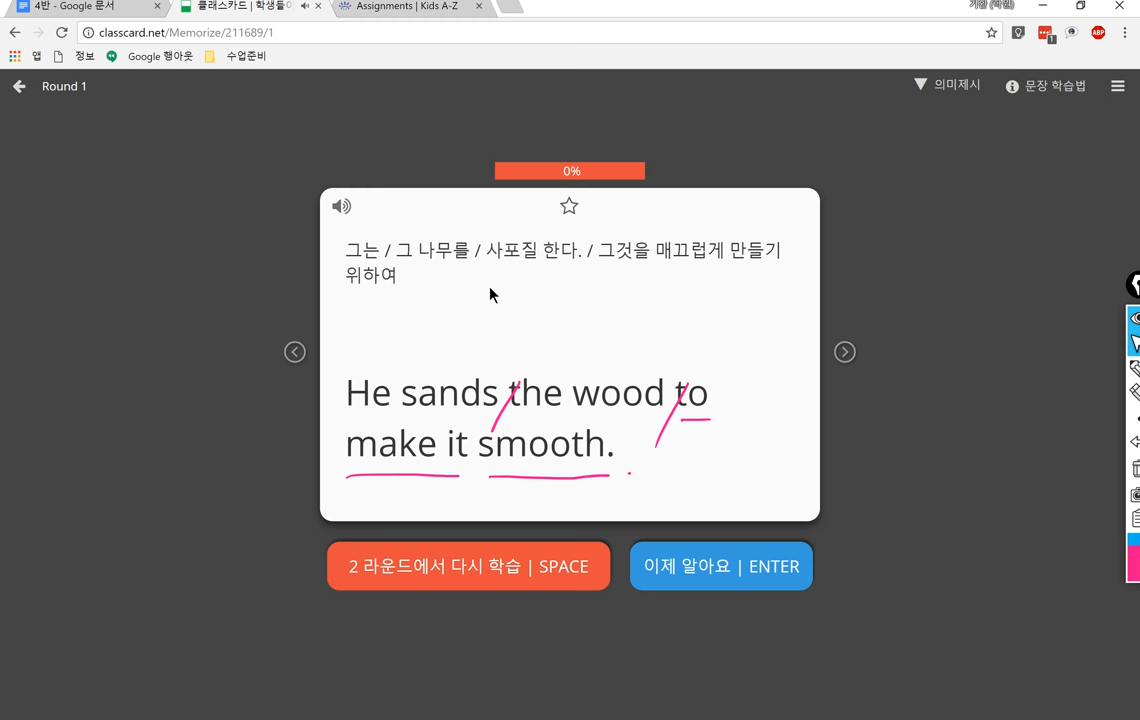 4반 - Google 문서
클래스카드 | 학생들이
Assignments | Kids A-Z
classcard.net/Memorize/211689/1
1
ABP
앱
정보
Google 행아웃
수업준비
Round 1
의미제시
문장 학습법
0%
그는 / 그 나무를 / 사포질 한다. / 그것을 매끄럽게 만들기
위하여
He sands the wood to
make it smooth.
2 라운드에서 다시 학습 | SPACE
이제 알아요 | ENTER